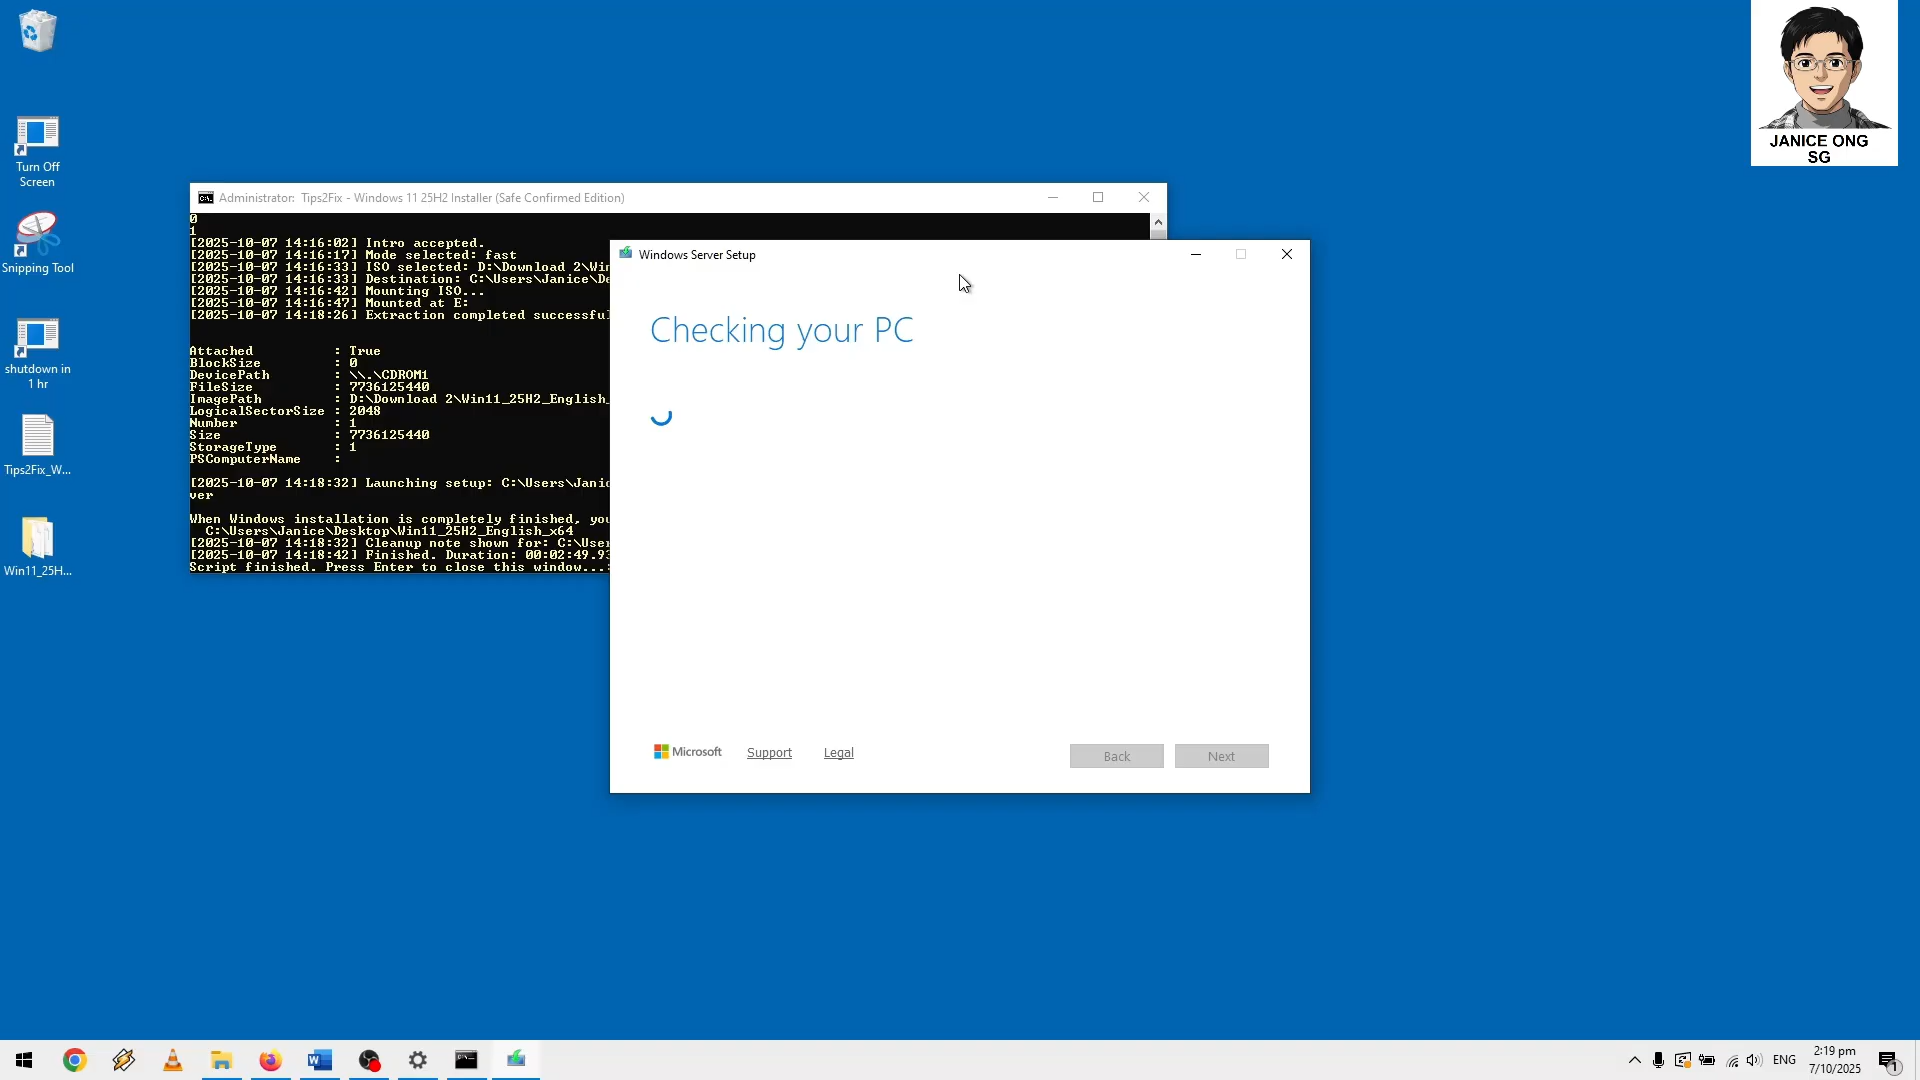 JANICE ONG
SG
Turn Off
Screen
Snipping Tool
shutdown in
1 hr
Tips2Fix_W...
Win11_25H...
Administrator:  Tips2Fix - Windows 11 25H2 Installer (Safe Confirmed Edition)
0
1
[2025-10-07 14:16:02] Intro accepted.
[2025-10-07 14:16:17] Mode selected: fast
[2025-10-07 14:16:33] ISO selected: D:\Download 2\Win
[2025-10-07 14:16:33] Destination: C:\Users\Janice\De
[2025-10-07 14:16:42] Mounting ISO...
[2025-10-07 14:16:47] Mounted at E:
[2025-10-07 14:18:26] Extraction completed successful
Attached          : True
BlockSize         : 0
DevicePath        : \\.\CDROM1
FileSize          : 7736125440
ImagePath         : D:\Download 2\Win11_25H2_English_
LogicalSectorSize : 2048
Number            : 1
Size              : 7736125440
StorageType       : 1
PSComputerName    :
[2025-10-07 14:18:32] Launching setup: C:\Users\Janic
ver
When Windows installation is completely finished, you
C:\Users\Janice\Desktop\Win11_25H2_English_x64
[2025-10-07 14:18:32] Cleanup note shown for: C:\User
[2025-10-07 14:18:42] Finished. Duration: 00:02:49.93
Script finished. Press Enter to close this window...:
Windows Server Setup
Checking your PC
Microsoft
Support
Legal
Back
Next
ENG
2:19 pm
7/10/2025
1